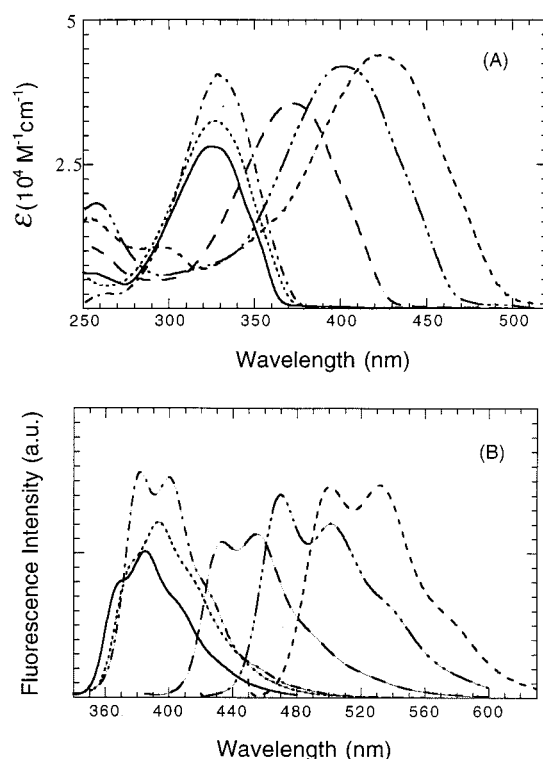 5
(A)
ε (10⁴ M⁻¹cm⁻¹)
2.5
250 300 350 400 450 500
Wavelength (nm)
(B)
Fluorescence Intensity (a.u.)
360 400 440 480 520 560 600
Wavelength (nm)